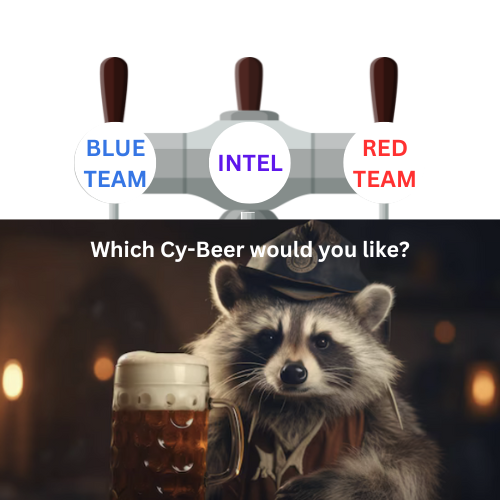 BLUE
TEAM
INTEL
RED
TEAM
Which Cy-Beer would you like?